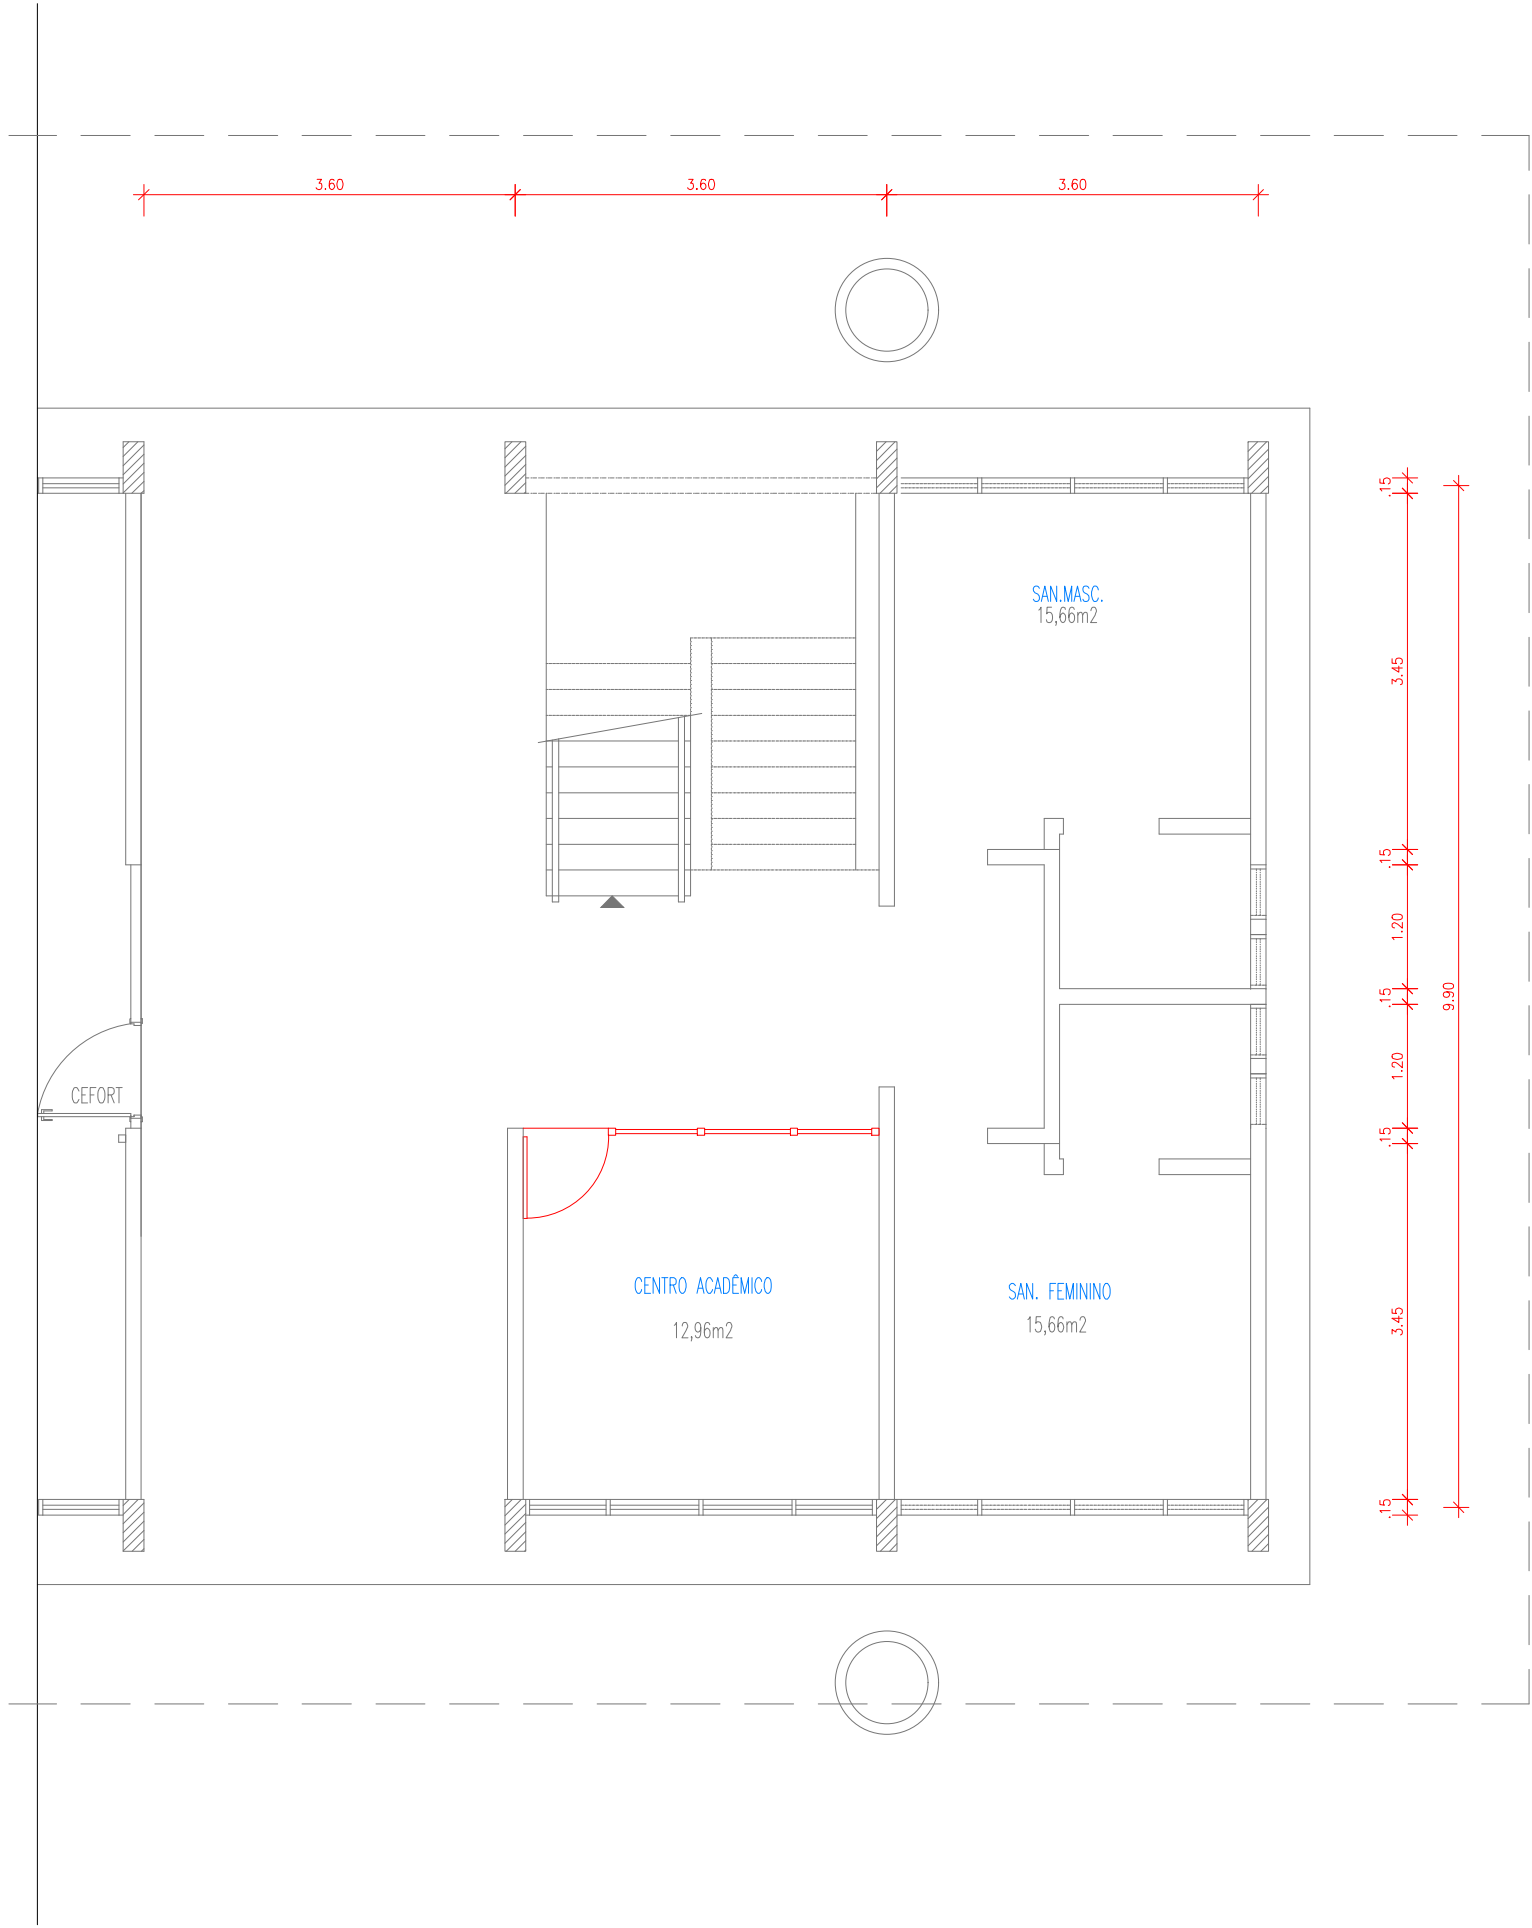 3.60
3.60
3.60
.15
SAN.MASC.
15,66m2
3.45
.15
1.20
.15
9.90
1.20
CEFORT
.15
CENTRO ACADÊMICO
12,96m2
SAN. FEMININO
15,66m2
3.45
.15